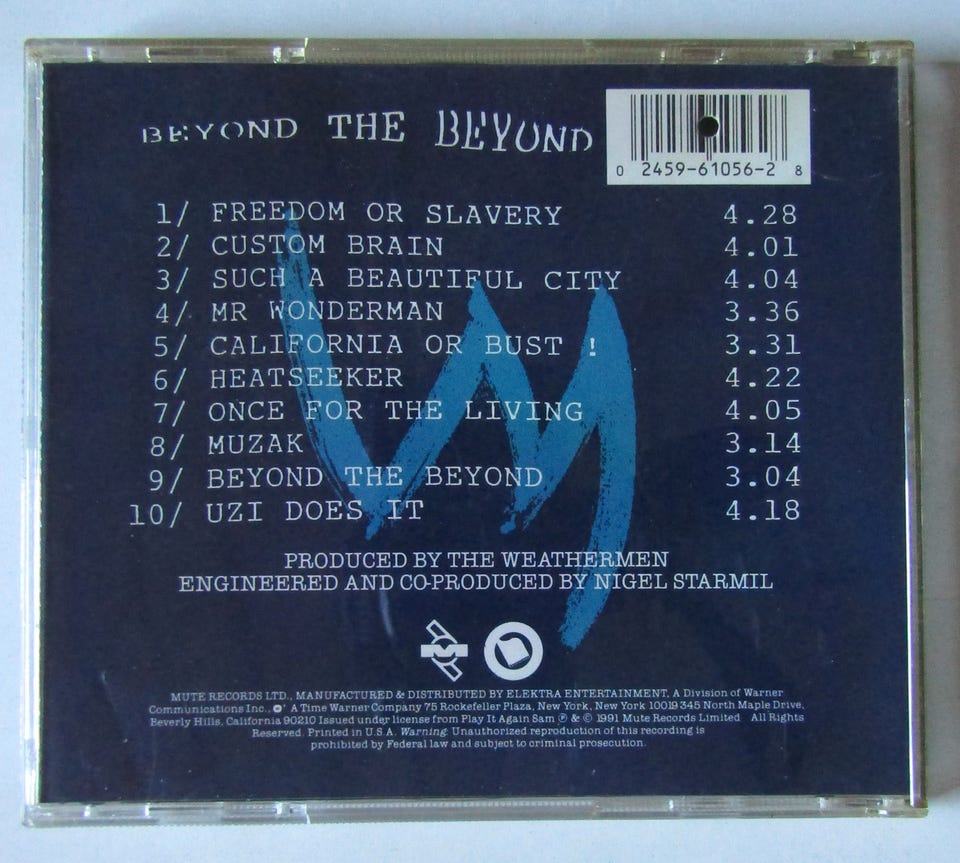 BEYOND THE BEYOND
0 2459-61056-2 8
1/ FREEDOM OR SLAVERY 4.28
2/ CUSTOM BRAIN 4.01
3/ SUCH A BEAUTIFUL CITY 4.04
4/ MR WONDERMAN 3.36
5/ CALIFORNIA OR BUST ! 3.31
6/ HEATSEEKER 4.22
7/ ONCE FOR THE LIVING 4.05
8/ MUZAK 3.14
9/ BEYOND THE BEYOND 3.04
10/ UZI DOES IT 4.18
PRODUCED BY THE WEATHERMEN
ENGINEERED AND CO-PRODUCED BY NIGEL STARMIL
MUTE RECORDS LTD., MANUFACTURED & DISTRIBUTED BY ELEKTRA ENTERTAINMENT, A Division of Warner
Communications Inc., A Time Warner Company 75 Rockefeller Plaza, New York, New York 10019 345 North Maple Drive,
Beverly Hills, California 90210 Issued under license from Play It Again Sam ℗ & © 1991 Mute Records Limited All Rights
Reserved. Printed in U.S.A. Warning: Unauthorized reproduction of this recording is
prohibited by Federal law and subject to criminal prosecution.